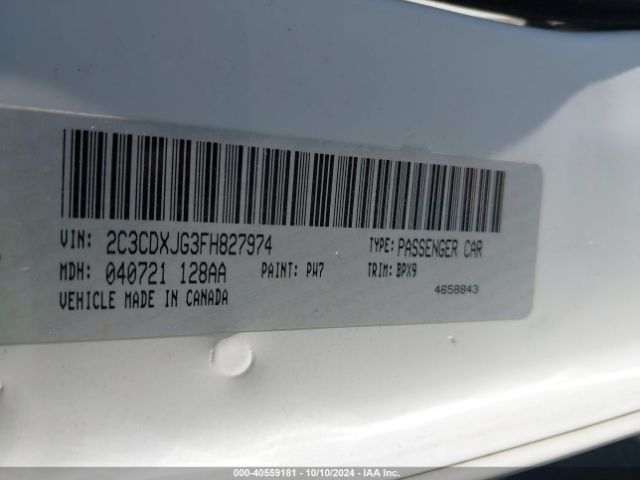 VIN: 2C3CDXJG3FH827974 TYPE: PASSENGER CAR
MDH: 040721 128AA PAINT: PW7 TRIM: BPX9
VEHICLE MADE IN CANADA 4658843
000-40559181 - 10/10/2024 - IAA Inc.